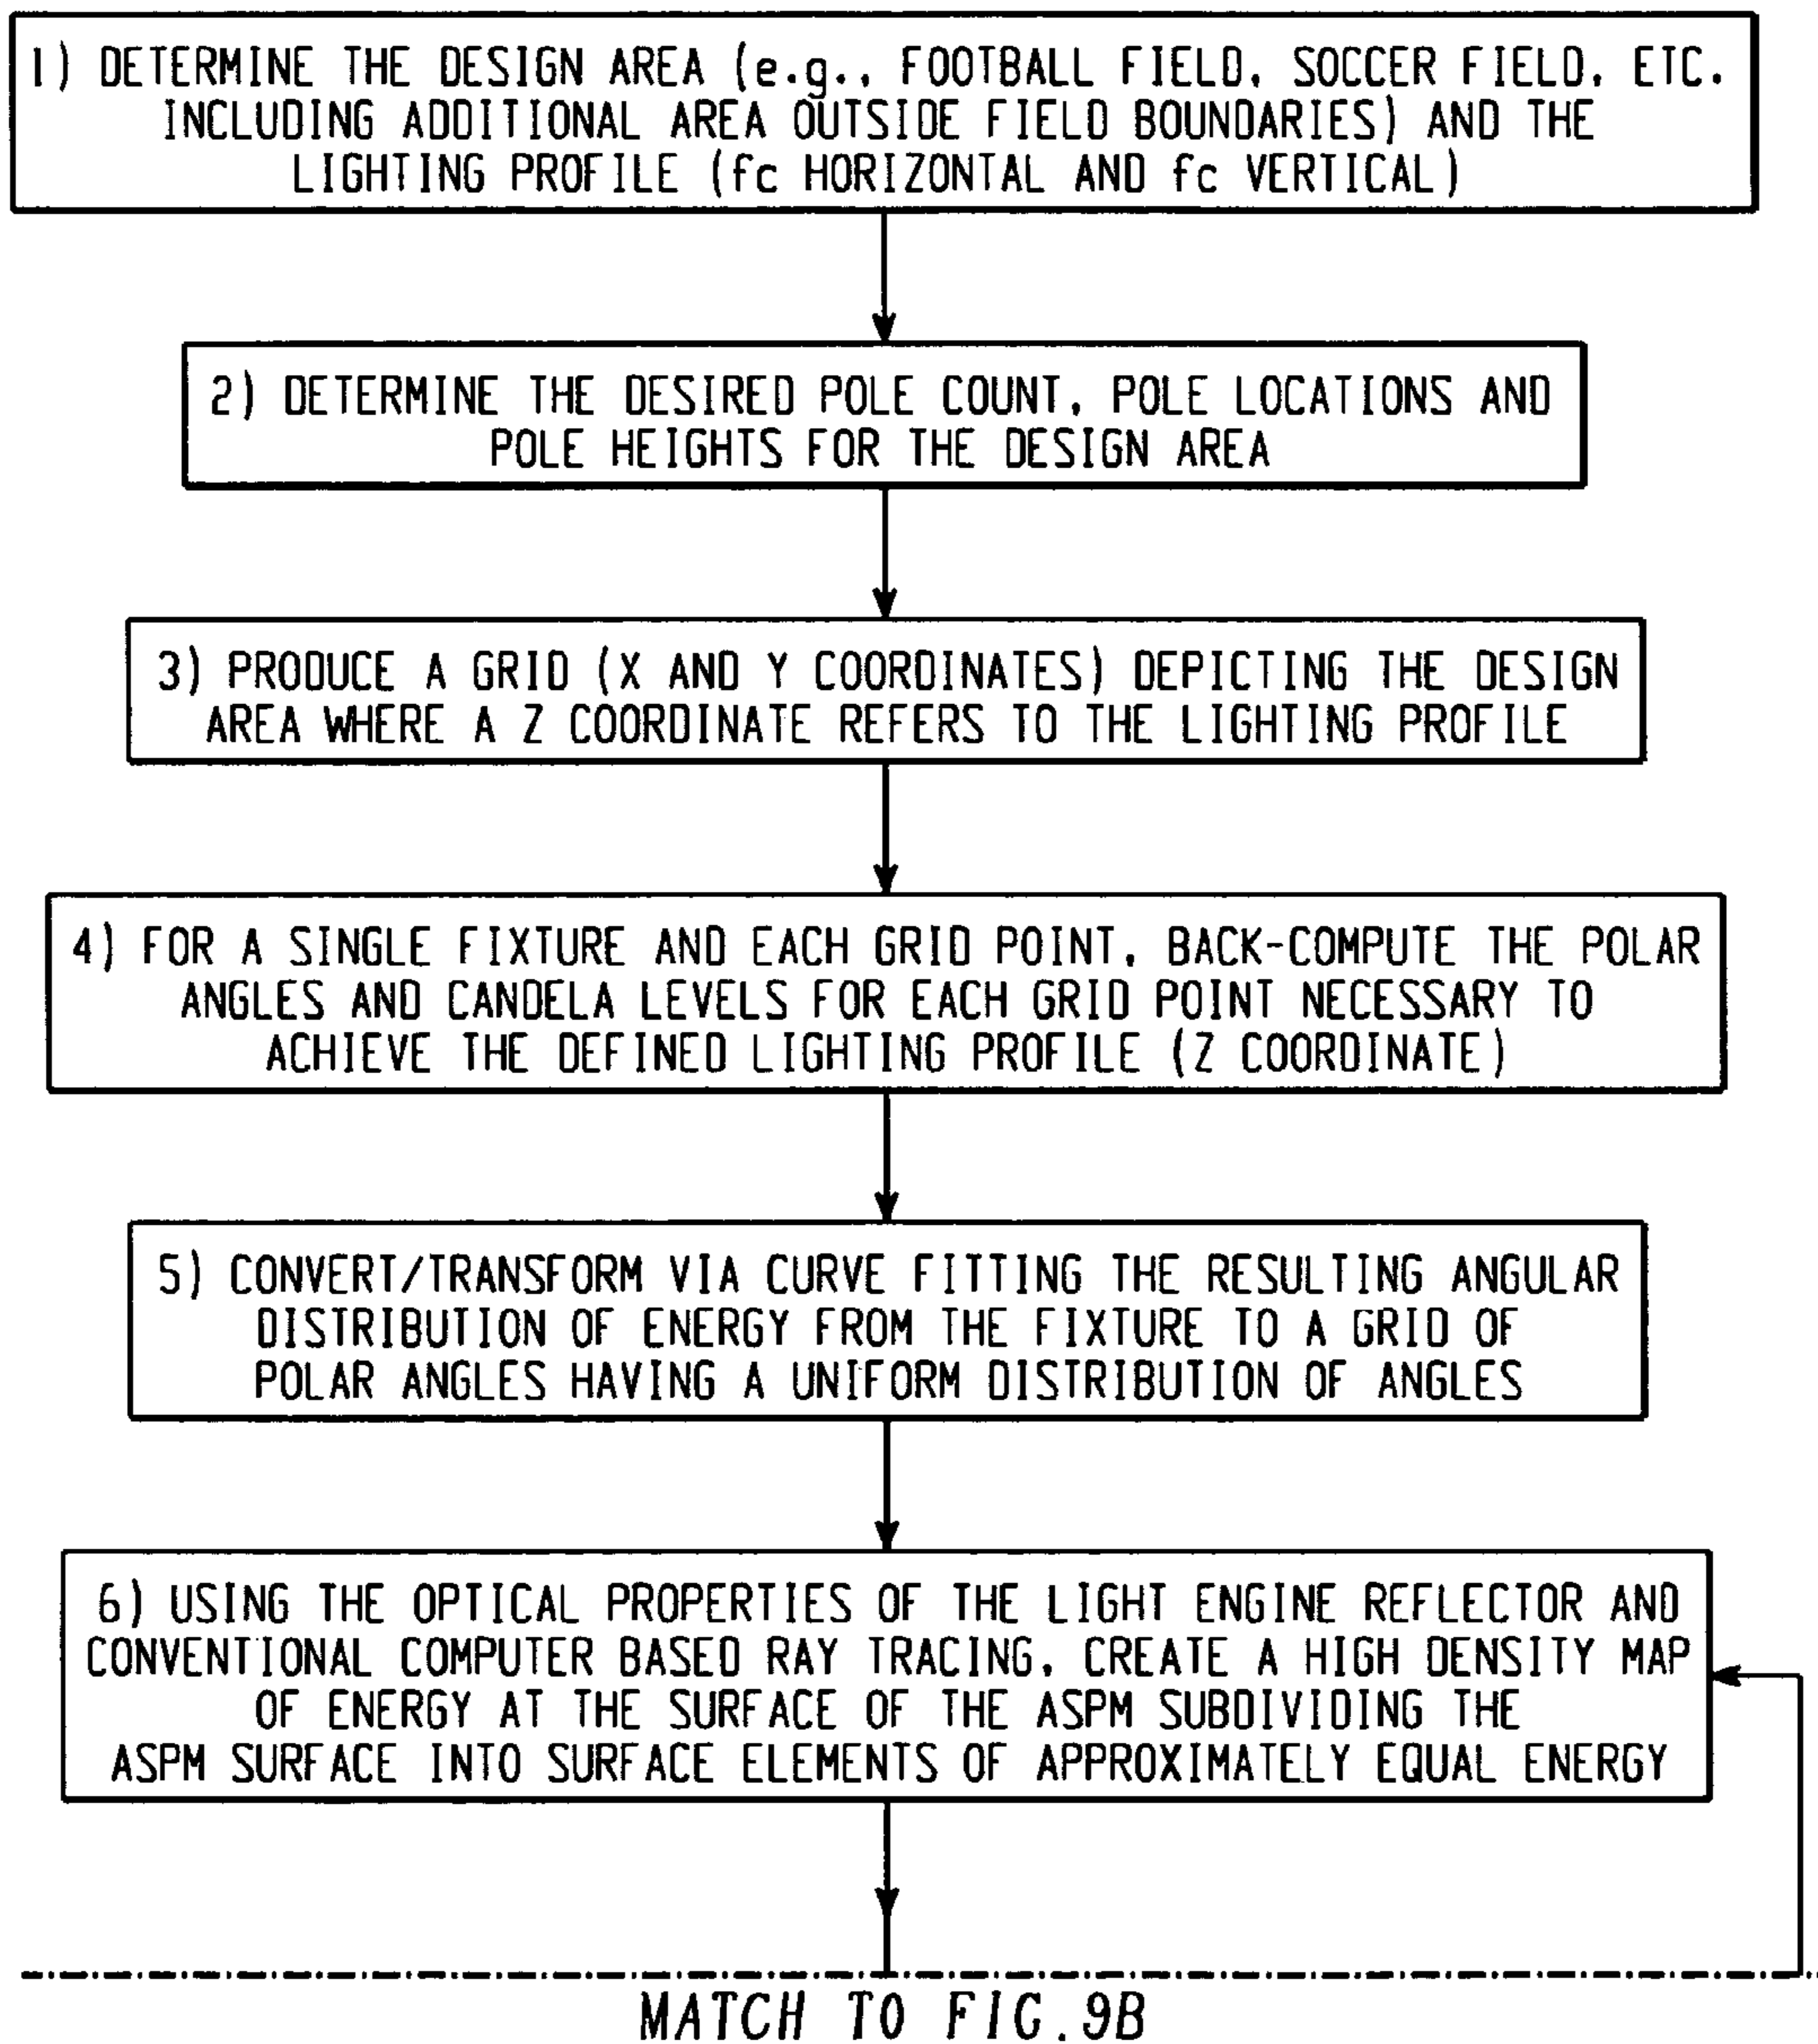 1) DETERMINE THE DESIGN AREA (e.g., FOOTBALL FIELD, SOCCER FIELD, ETC.
INCLUDING ADDITIONAL AREA OUTSIDE FIELD BOUNDARIES) AND THE
LIGHTING PROFILE (fc HORIZONTAL AND fc VERTICAL)
2) DETERMINE THE DESIRED POLE COUNT, POLE LOCATIONS AND
POLE HEIGHTS FOR THE DESIGN AREA
3) PRODUCE A GRID (X AND Y COORDINATES) DEPICTING THE DESIGN
AREA WHERE A Z COORDINATE REFERS TO THE LIGHTING PROFILE
4) FOR A SINGLE FIXTURE AND EACH GRID POINT, BACK-COMPUTE THE POLAR
ANGLES AND CANDELA LEVELS FOR EACH GRID POINT NECESSARY TO
ACHIEVE THE DEFINED LIGHTING PROFILE (Z COORDINATE)
5) CONVERT/TRANSFORM VIA CURVE FITTING THE RESULTING ANGULAR
DISTRIBUTION OF ENERGY FROM THE FIXTURE TO A GRID OF
POLAR ANGLES HAVING A UNIFORM DISTRIBUTION OF ANGLES
6) USING THE OPTICAL PROPERTIES OF THE LIGHT ENGINE REFLECTOR AND
CONVENTIONAL COMPUTER BASED RAY TRACING, CREATE A HIGH DENSITY MAP
OF ENERGY AT THE SURFACE OF THE ASPM SUBDIVIDING THE
ASPM SURFACE INTO SURFACE ELEMENTS OF APPROXIMATELY EQUAL ENERGY
MATCH TO FIG.9B